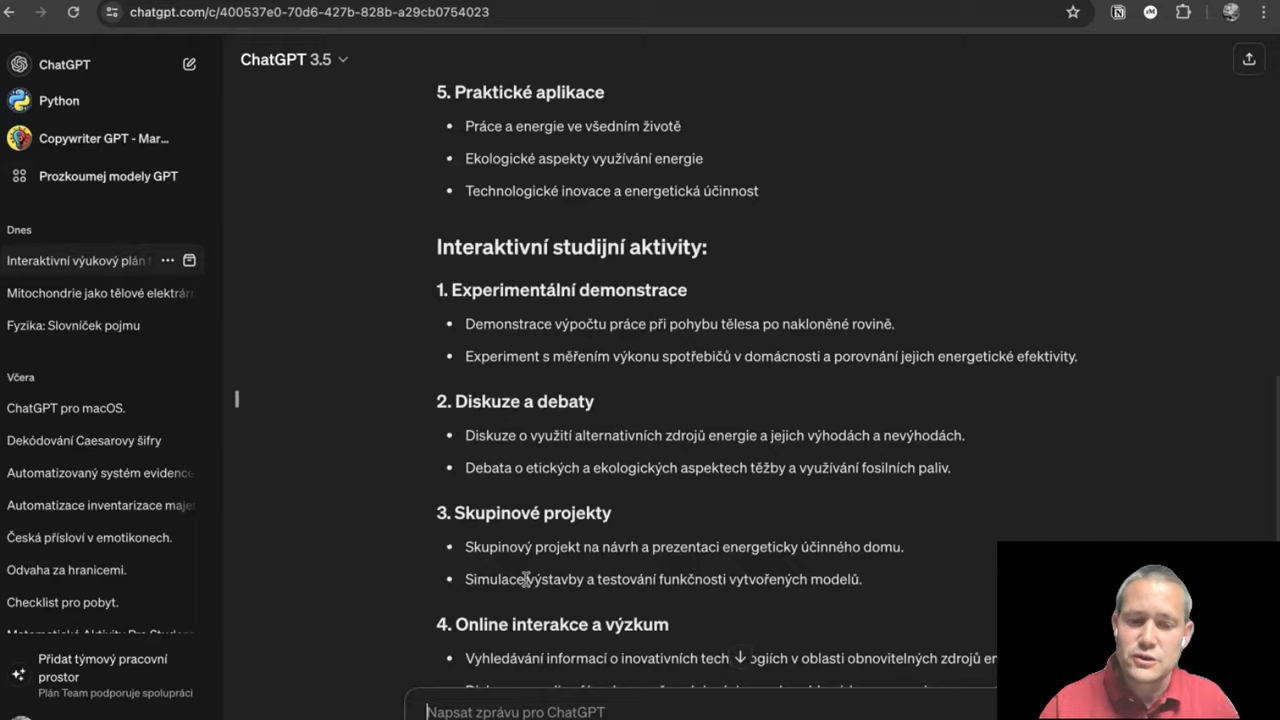 chatgpt.com/c/400537e0-70d6-427b-828b-a29cb0754023
ChatGPT
Python
Copywriter GPT - Mar...
Prozkoumej modely GPT
Dnes
Interaktivní výukový plán
Mitochondrie jako tělové elektrár
Fyzika: Slovníček pojmu
Včera
ChatGPT pro macOS.
Dekódování Caesarovy šifry
Automatizovaný systém evidence
Automatizace inventarizace maje
Česká přísloví v emotikonech.
Odvaha za hranicemi.
Checklist pro pobyt.
Matematické Aktivity Pro Studen
Přidat týmový pracovní
prostor
Plán Team podporuje spolupráci
ChatGPT 3.5
5. Praktické aplikace
• Práce a energie ve všedním životě
• Ekologické aspekty využívání energie
• Technologické inovace a energetická účinnost
Interaktivní studijní aktivity:
1. Experimentální demonstrace
• Demonstrace výpočtu práce při pohybu tělesa po nakloněné rovině.
• Experiment s měřením výkonu spotřebičů v domácnosti a porovnání jejich energetické efektivity.
2. Diskuze a debaty
• Diskuze o využití alternativních zdrojů energie a jejich výhodách a nevýhodách.
• Debata o etických a ekologických aspektech těžby a využívání fosilních paliv.
3. Skupinové projekty
• Skupinový projekt na návrh a prezentaci energeticky účinného domu.
• Simulace výstavby a testování funkčnosti vytvořených modelů.
4. Online interakce a výzkum
• Vyhledávání informací o inovativních tech ogiích v oblasti obnovitelných zdrojů en
Napsat zprávu pro ChatGPT